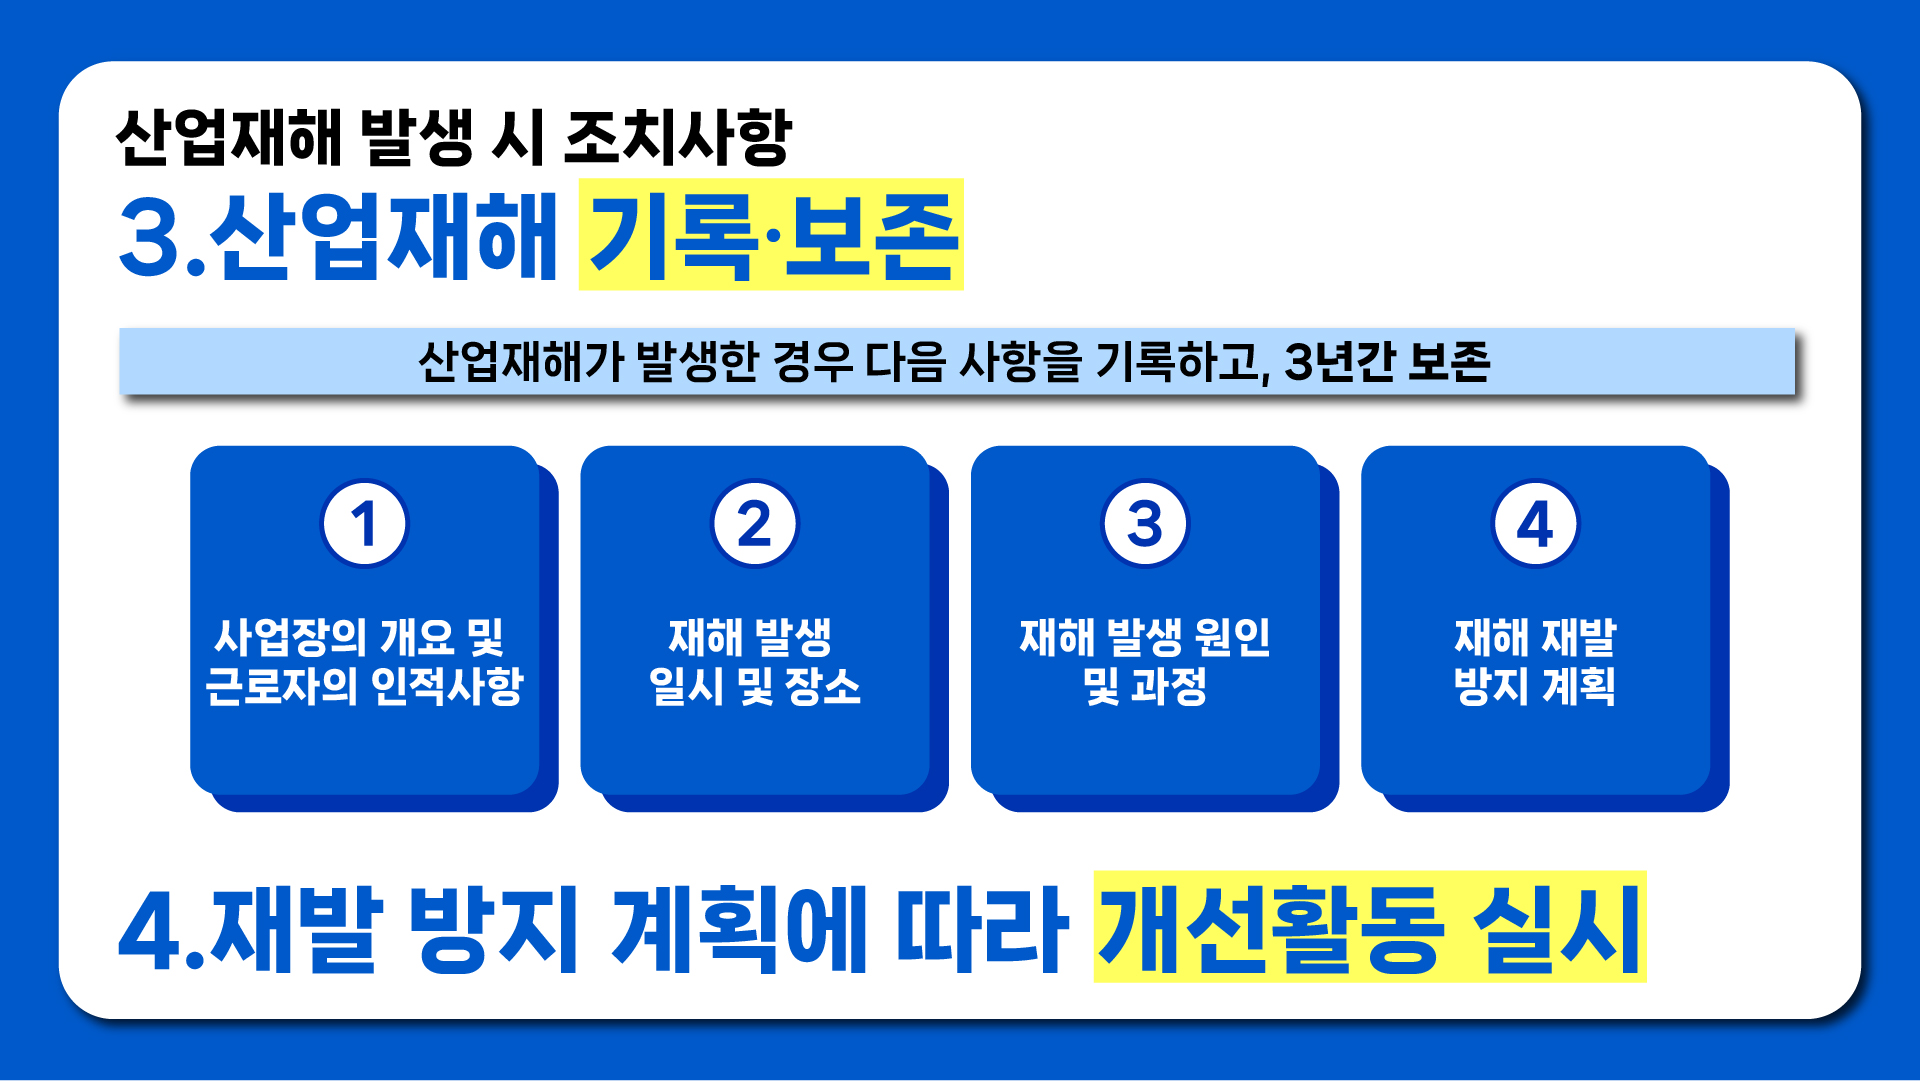 산업재해 발생 시 조치사항
3.산업재해 기록·보존
산업재해가 발생한 경우 다음 사항을 기록하고, 3년간 보존
1
사업장의 개요 및
근로자의 인적사항
2
재해 발생
일시 및 장소
3
재해 발생 원인
및 과정
4
재해 재발
방지 계획
4.재발 방지 계획에 따라 개선활동 실시